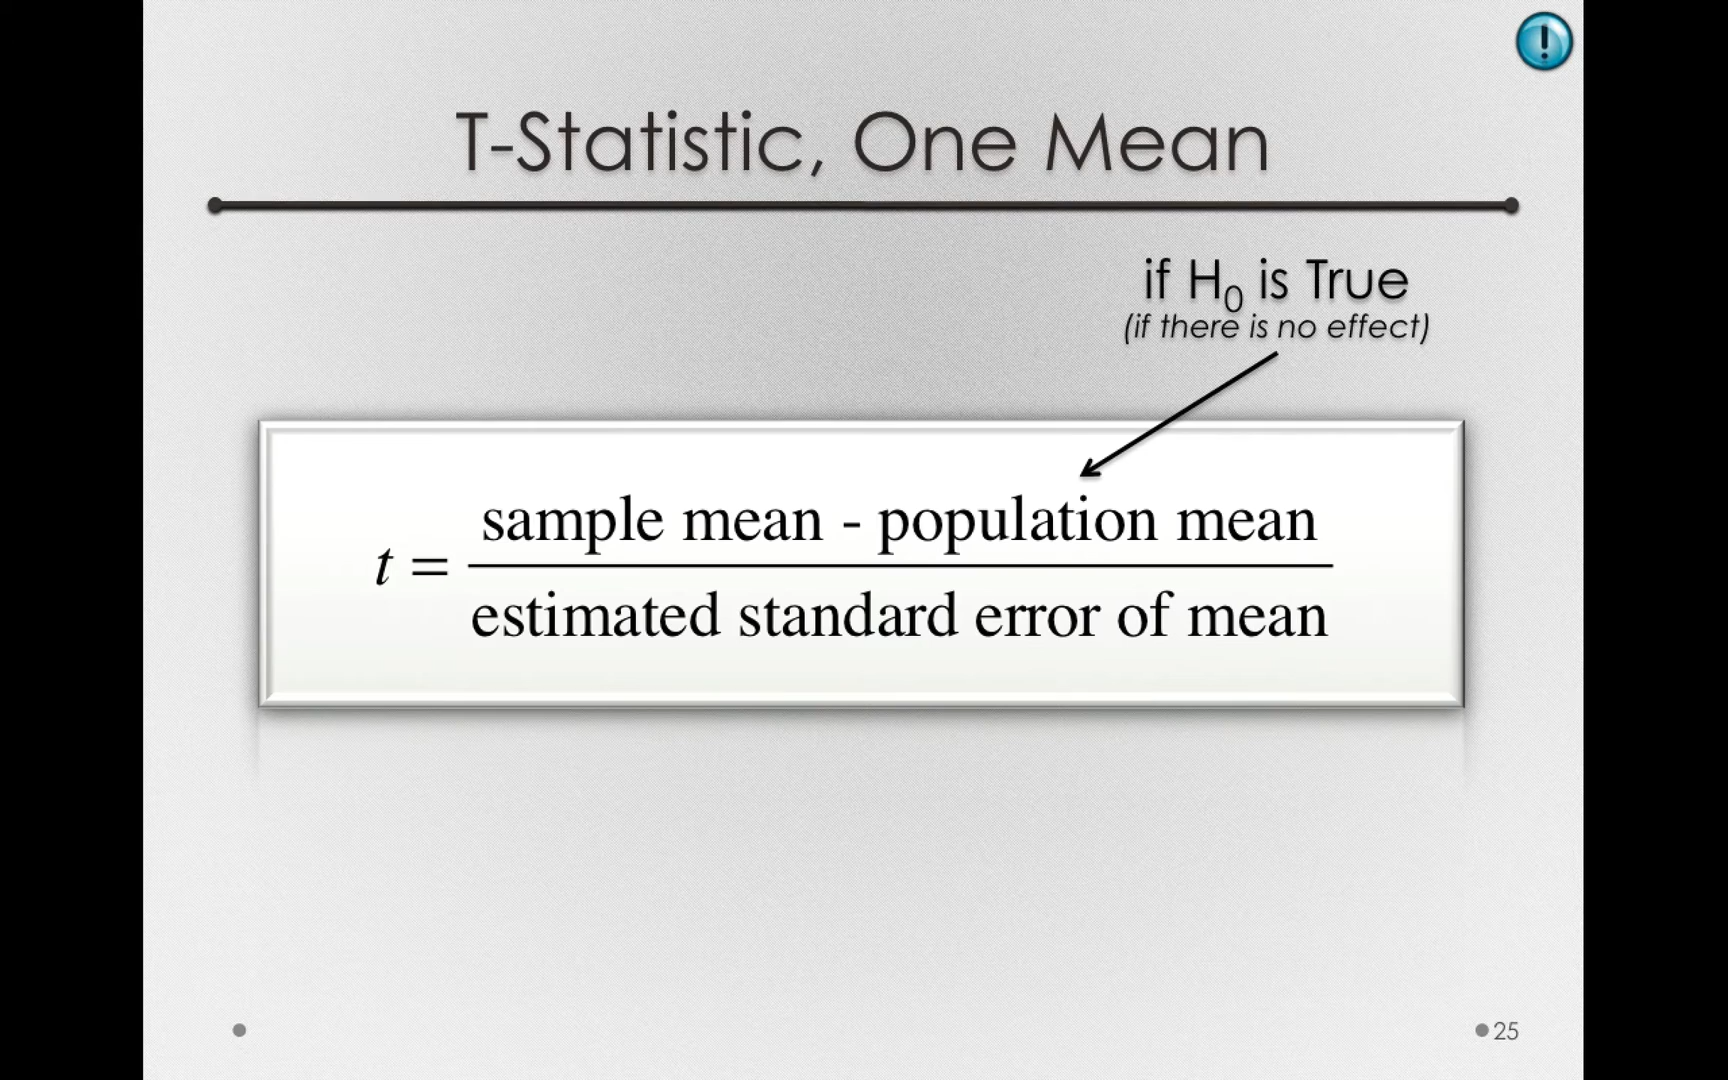 T-Statistic, One Mean
if H₀ is True
(if there is no effect)
t = sample mean - population mean
estimated standard error of mean
25